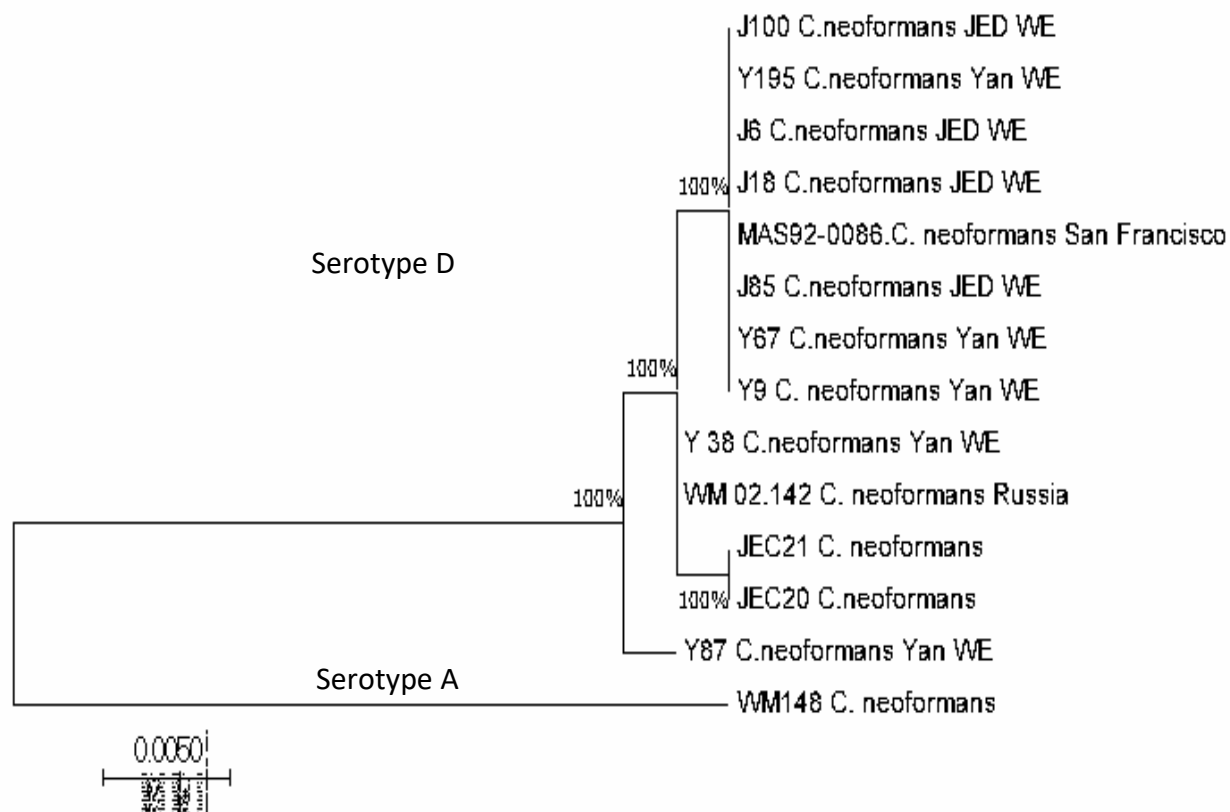 J100 C.neoformans JED WE
Y195 C.neoformans Yan WE
J6 C.neoformans JED WE
100% J18 C.neoformans JED WE
MAS92-0086.C. neoformans San Francisco
Serotype D
J85 C.neoformans JED WE
Y67 C.neoformans Yan WE
100%
Y9 C. neoformans Yan WE
Y 38 C.neoformans Yan WE
100% WM 02.142 C. neoformans Russia
JEC21 C. neoformans
100% JEC20 C.neoformans
Y87 C.neoformans Yan WE
Serotype A
WM148 C. neoformans
0.0050